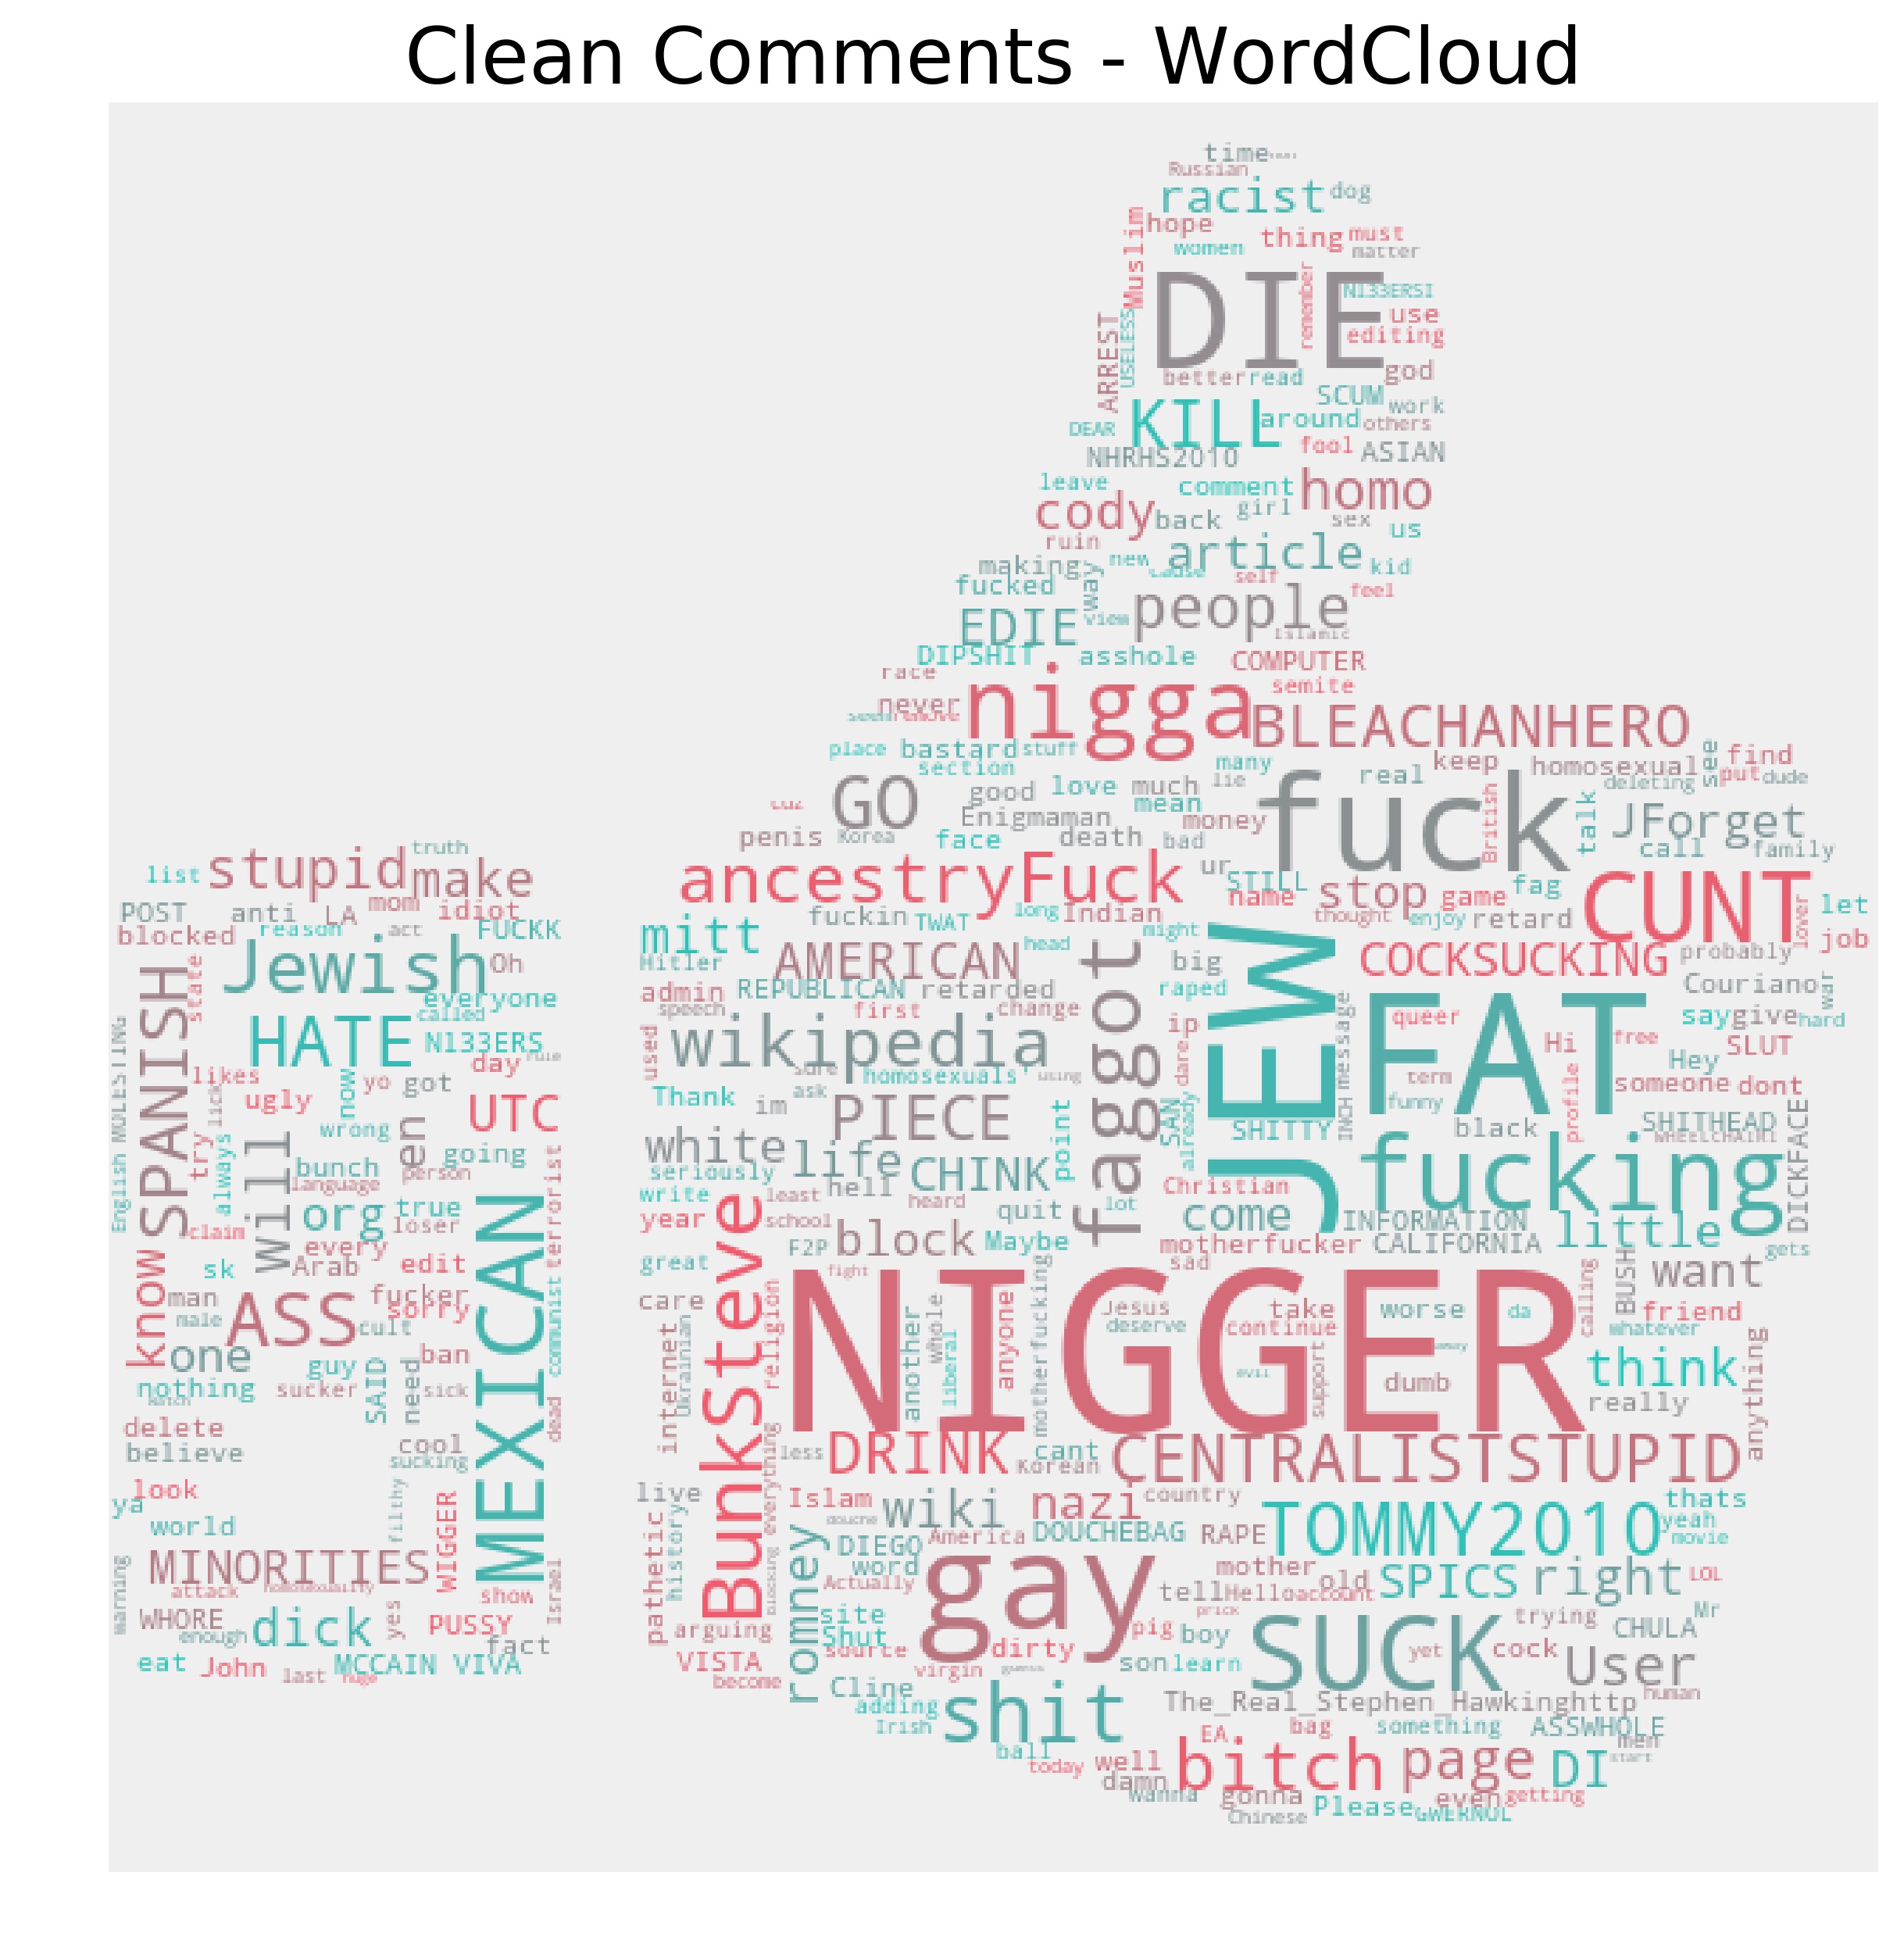 Clean Comments - WordCloud
time
Russian
racist dog
Muslim
hope
women
thing must
matter
DIE
remember
N133ERSI
use
editing
ARREST
USELESS
better read
god
SCUM
work
KILL
around
others
DEAR
NHRHS2010
fool ASIAN
leave
comment
homo
cody
back
girl
sex
us
ruin
article
making
new
cause
self
kid
fucked
way
feel
EDIE
view
people
Islamic
DIPSHIT
asshole
COMPUTER
race
semite
never
nigga
BLEACHANHERO
seem
remove
place
bastard
stuff
section
many
keep
homosexual
see
find
GO
good
love
much
lie
real
deleting
put
dude
cuz
mean
fuck
British
talk
JForget
Enigmaman
money
penis
Korea
face
death
bad
call
family
truth
list
stupid
make
ancestryFuck
ur
STILL
stop
name
game
fag
CUNT
lover
let
POST
anti
LA
mom
idiot
fuckin
TWAT
long
Indian
might
thought
enjoy
retard
job
blocked
reason
act
FUCKK
mitt
Hitler
AMERICAN
head
faggot
big
JEW
COCKSUCKING
probably
SPANISH
state
Jewish
Oh
everyone
admin
REPUBLICAN
retarded
raped
Couriano
war
called
speech
first
change
FAT
say
give
hard
English MOLESTING
HATE
N133ERS
rule
day
used
wikipedia
ip
message
queer
Hi
free
Hey
SLUT
likes
lick
sore
homosexuals'
using
dare
term
someone
dont
ugly
now
yo
got
UTC
Thank
im
ask
PIECE
SAN
INCH
funny
profile
try
wrong
en
point
already
SHITTY
black
SHITHEAD
WHEELCHAIR!
DICKFACE
always
will
bunch
going
white
life
CHINK
fucking
language
person
terrorist
seriously
hell
Christian
org
true
write
least
heard
lot
come
claim
loser
year
school
quit
INFORMATION
little
know
every
F2P
block
Maybe
motherfucker
CALIFORNIA
gets
sk
Arab
edit
MEXICAN
great
BunkSteve
fight
sad
want
man
ASS
fucker
sorry
communist
care
religion
NIGGER
Jesus
deserve
take
continue
worse
da
calling
BUSH
friend
whatever
male
cult
internet
Ukrainian
another
whole
liberal
anyone
motherfucking
one
guy
ban
support
evil
dumb
think
anything
nothing
sucker
SAID
need
sick
really
delete
dead
less
DRINK
Korean
cant
CENTRALISTSTUPID
believe
cool
sucking
everything
look
filthy
live
Islam
wiki
nazi
country
TOMMY2010
thats
ya
world
WIGGER
pathetic
history
blocking
douche
America
DOUCHEBAG
RAPE
yeah
movie
warning
MINORITIES
romney
DIEGO
word
gay
mother
old
SPICS
right
LOL
attack
homosexuality
show
Israel
Actually
tell
Hello
account
WHORE
dick
yes
PUSSY
site
prick
trying
Mr
enough
fact
arguing
Shut
pig
boy
SUCK
CHULA
eat
John
last
huge
MCCAIN VIVA
VISTA
source
dirty
son
learn
yet
cock
User
become
virgin
Cline
adding
Irish
shit
The_Real_Stephen_Hawkinghttp
human
EA
bag
something
ASSWHOLE
men
ball
today
well
bitch
page
DI
start
damn
wanna
gonna
even
getting
Chinese
Please
GWERNOL